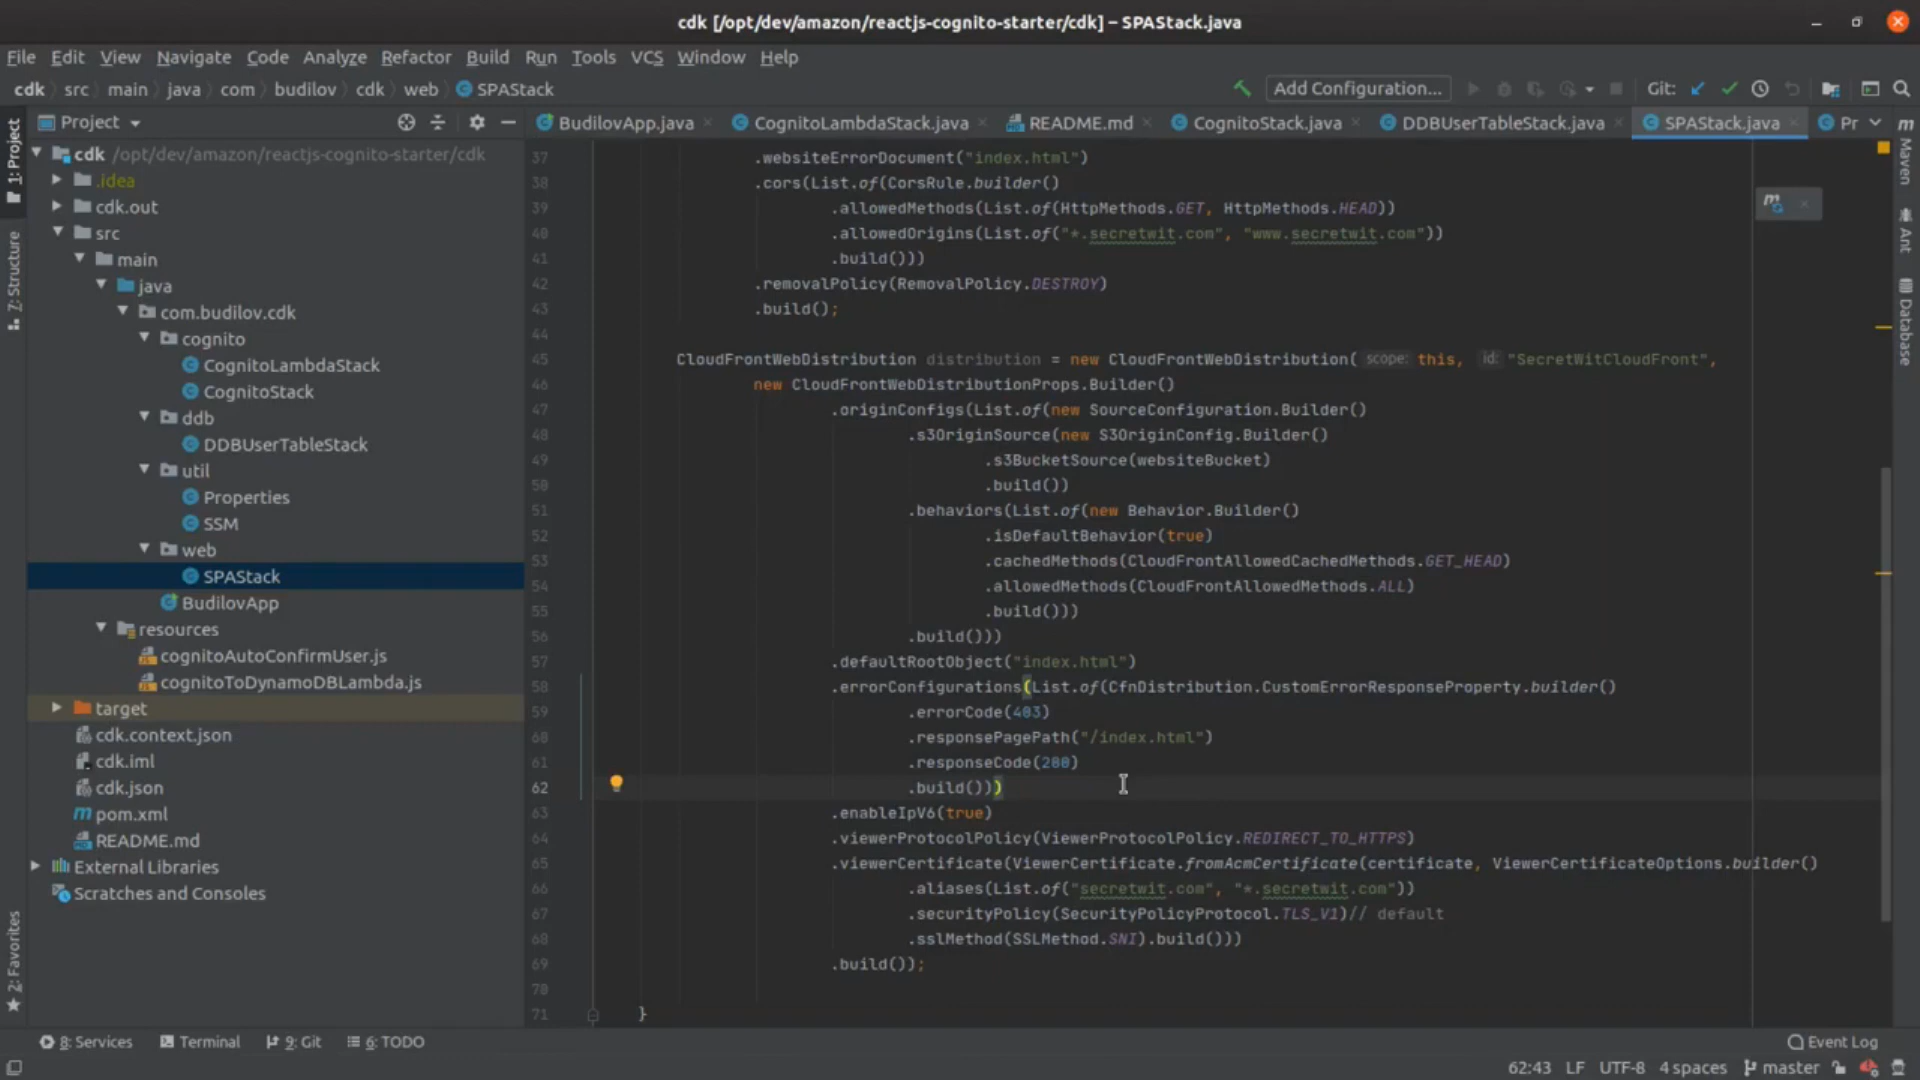 cdk [/opt/dev/amazon/reactjs-cognito-starter/cdk] – SPAStack.java
File Edit View Navigate Code Analyze Refactor Build Run Tools VCS Window Help
cdk src main java com budilov cdk web SPAStack
Add Configuration...
Git:
1: Project
Z: Structure
2: Favorites
Project
cdk /opt/dev/amazon/reactjs-cognito-starter/cdk
.idea
cdk.out
src
main
java
com.budilov.cdk
cognito
CognitoLambdaStack
CognitoStack
ddb
DDBUserTableStack
util
Properties
SSM
web
SPAStack
BudilovApp
resources
cognitoAutoConfirmUser.js
cognitoToDynamoDBLambda.js
target
cdk.context.json
cdk.iml
cdk.json
pom.xml
README.md
External Libraries
Scratches and Consoles
BudilovApp.java CognitoLambdaStack.java README.md CognitoStack.java DDBUserTableStack.java SPAStack.java Pr
37 .websiteErrorDocument("index.html")
38 .cors(List.of(CorsRule.builder()
39 .allowedMethods(List.of(HttpMethods.GET, HttpMethods.HEAD))
40 .allowedOrigins(List.of("*.secretwit.com", "www.secretwit.com"))
41 .build()))
42 .removalPolicy(RemovalPolicy.DESTROY)
43 .build();
44
45 CloudFrontWebDistribution distribution = new CloudFrontWebDistribution( scope: this, id: "SecretWitCloudFront",
46 new CloudFrontWebDistributionProps.Builder()
47 .originConfigs(List.of(new SourceConfiguration.Builder()
48 .s3OriginSource(new S3OriginConfig.Builder()
49 .s3BucketSource(websiteBucket)
50 .build())
51 .behaviors(List.of(new Behavior.Builder()
52 .isDefaultBehavior(true)
53 .cachedMethods(CloudFrontAllowedCachedMethods.GET_HEAD)
54 .allowedMethods(CloudFrontAllowedMethods.ALL)
55 .build()))
56 .build()))
57 .defaultRootObject("index.html")
58 .errorConfigurations(List.of(CfnDistribution.CustomErrorResponseProperty.builder()
59 .errorCode(403)
60 .responsePagePath("/index.html")
61 .responseCode(200)
62 .build()))
63 .enableIpV6(true)
64 .viewerProtocolPolicy(ViewerProtocolPolicy.REDIRECT_TO_HTTPS)
65 .viewerCertificate(ViewerCertificate.fromAcmCertificate(certificate, ViewerCertificateOptions.builder()
66 .aliases(List.of("secretwit.com", "*.secretwit.com"))
67 .securityPolicy(SecurityPolicyProtocol.TLS_V1)// default
68 .sslMethod(SSLMethod.SNI).build()))
69 .build());
70
71 }
m
Maven
Ant
Database
8: Services Terminal 9: Git 6: TODO
Event Log
62:43 LF UTF-8 4 spaces master